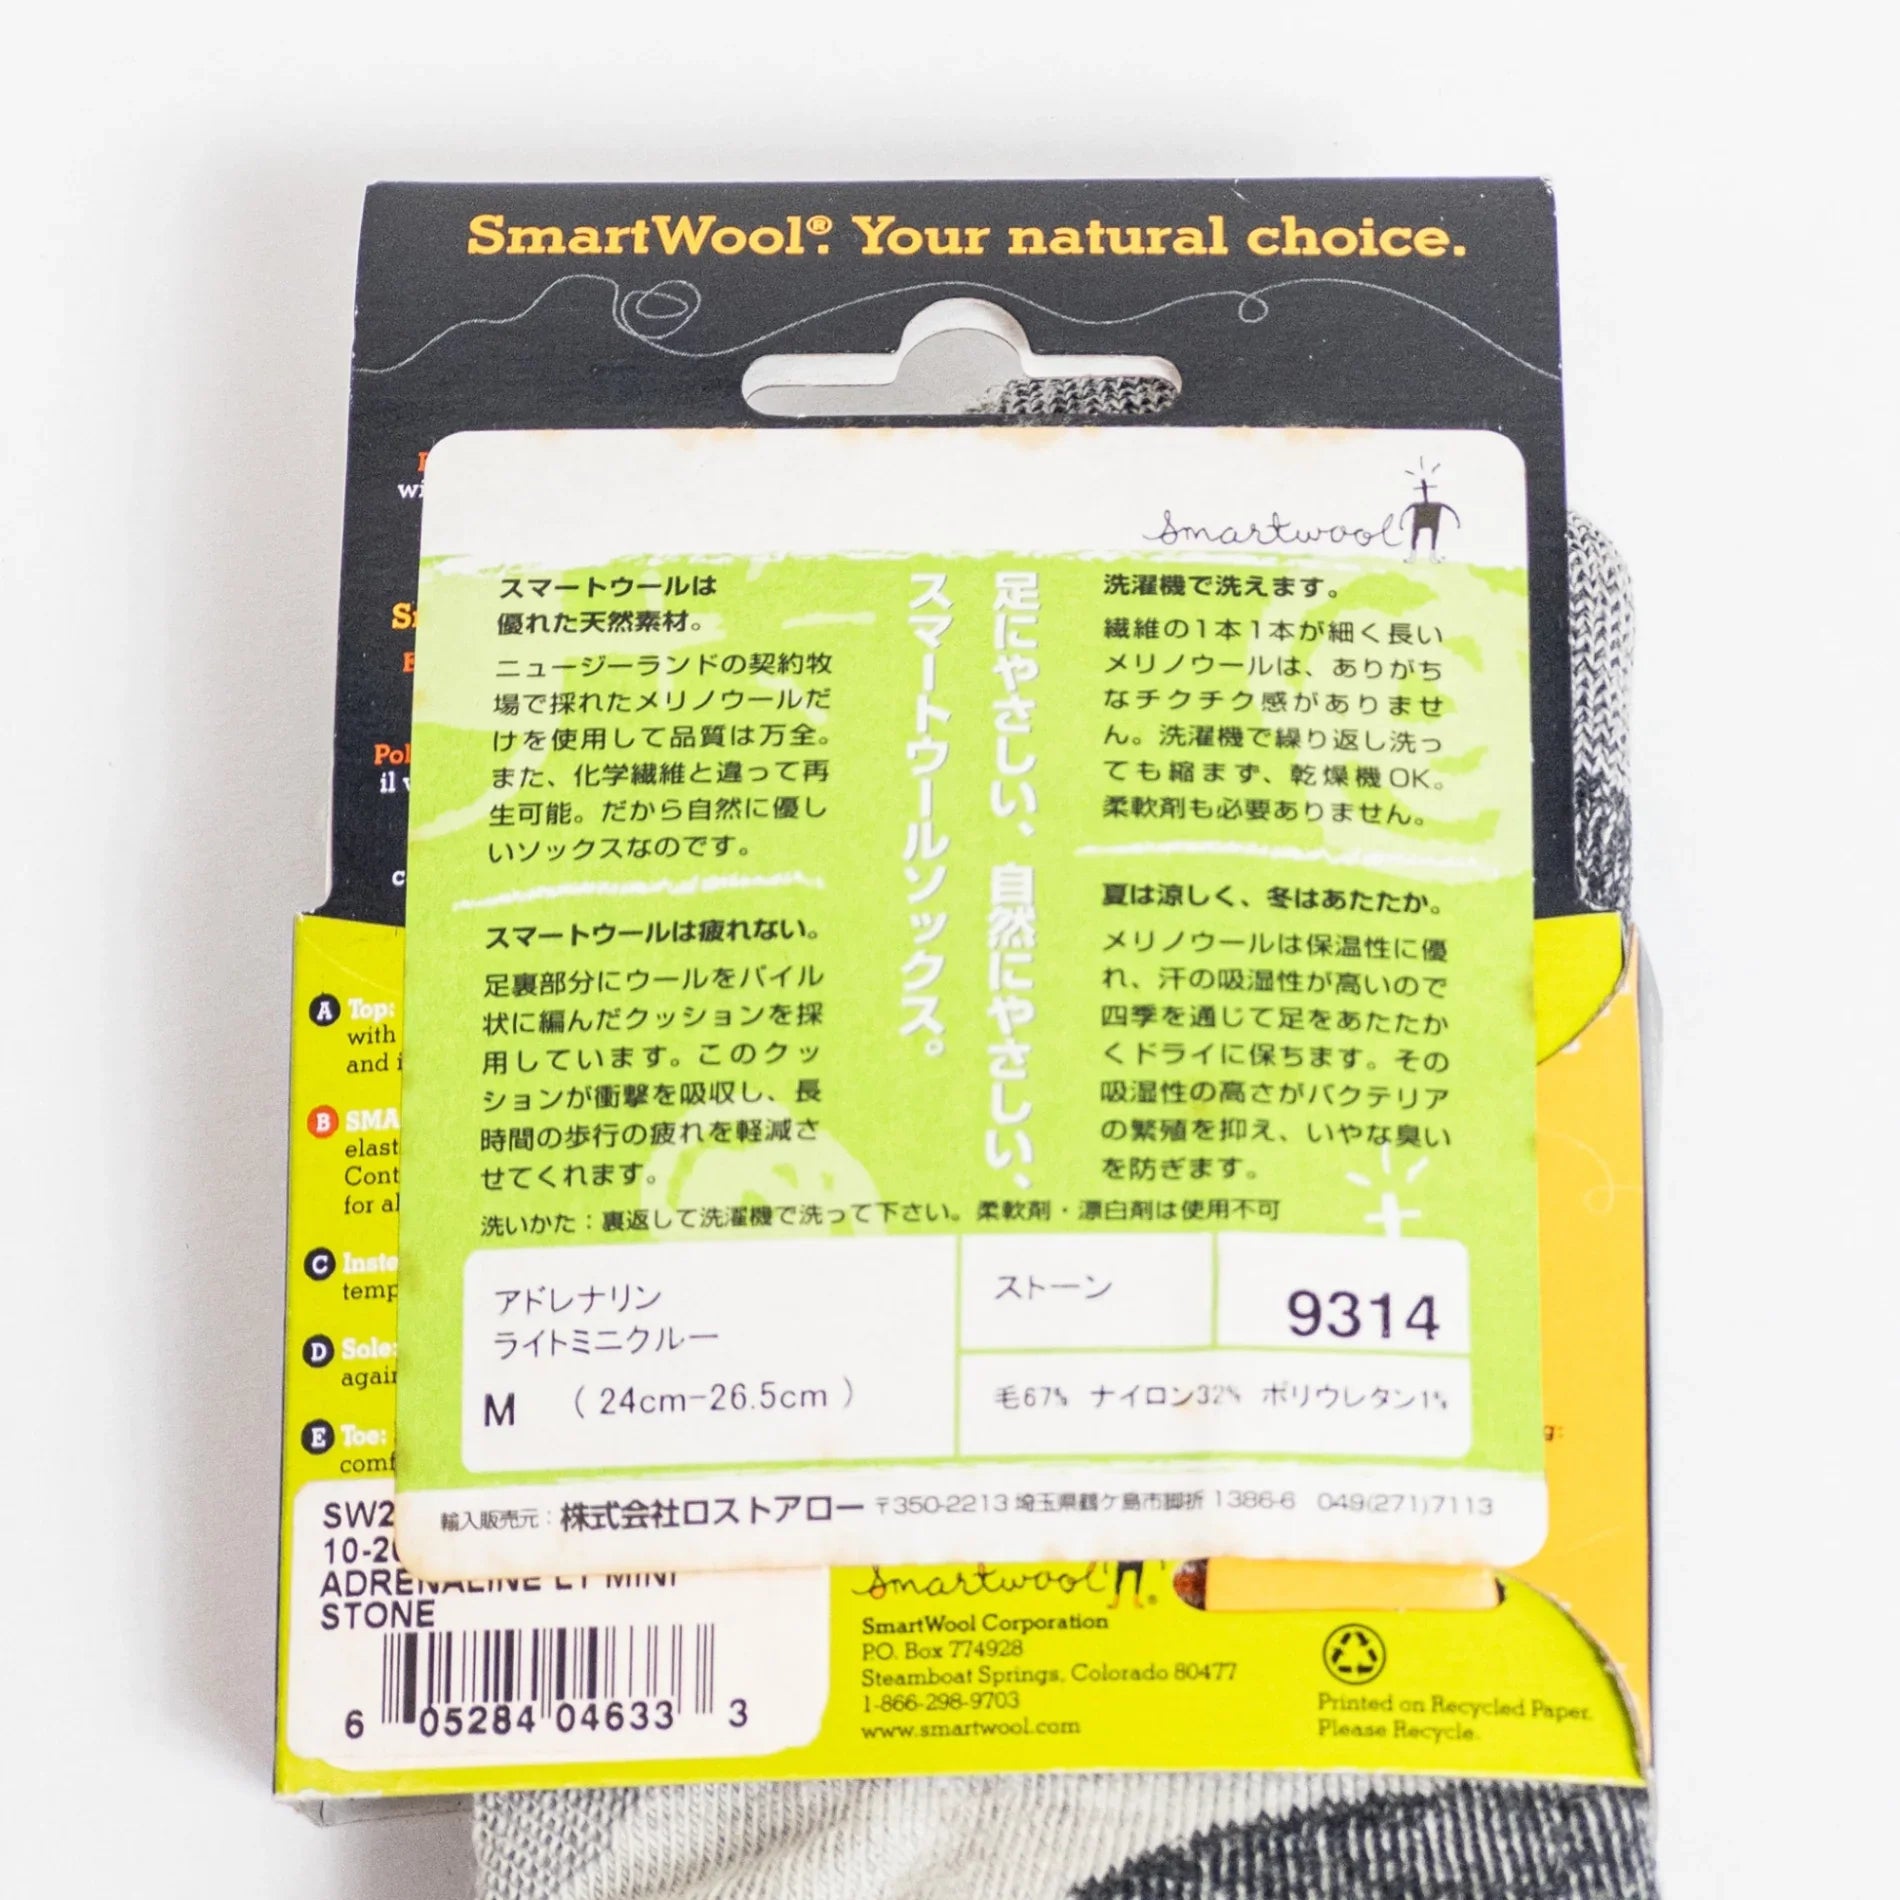 SmartWool®. Your natural choice.
smartwool
スマートウールは
優れた天然素材。
ニュージーランドの契約牧
場で採れたメリノウールだ
けを使用して品質は万全。
また、化学繊維と違って再
生可能。だから自然に優し
いソックスなのです。
スマートウールは疲れない。
足裏部分にウールをパイル
状に編んだクッションを採
用しています。このクッ
ションが衝撃を吸収し、長
時間の歩行の疲れを軽減さ
せてくれます。
足にやさしい、自然にやさしい、
スマートウールソックス。
洗濯機で洗えます。
繊維の1本1本が細く長い
メリノウールは、ありがち
なチクチク感がありませ
ん。洗濯機で繰り返し洗っ
ても縮まず、乾燥機OK。
柔軟剤も必要ありません。
夏は涼しく、冬はあたたか。
メリノウールは保温性に優
れ、汗の吸湿性が高いので
四季を通じて足をあたたか
くドライに保ちます。その
吸湿性の高さがバクテリア
の繁殖を抑え、いやな臭い
を防ぎます。
洗いかた：裏返して洗濯機で洗って下さい。柔軟剤・漂白剤は使用不可
アドレナリン
ライトミニクルー
M （24cm-26.5cm）
ストーン
9314
毛67% ナイロン32% ポリウレタン1%
輸入販売元：株式会社ロストアロー 〒350-2213 埼玉県鶴ケ島市脚折 1386-6 049(271)7113
A Top:
with
and
B SMA
elast
Cont
for al
C Inste
temp
D Sole:
again
E Toe:
comf
SW2
10-20
ADRENALINE LT MINI
STONE
6 05284 04633 3
smartwool®
SmartWool Corporation
P.O. Box 774928
Steamboat Springs, Colorado 80477
1-866-298-9703
www.smartwool.com
Printed on Recycled Paper.
Please Recycle.